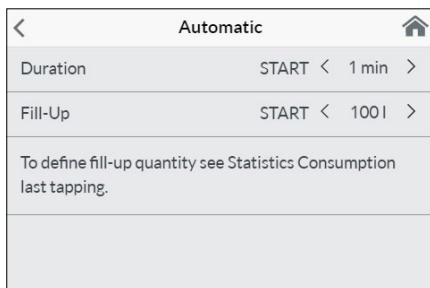 Automatic
Duration START < 1 min >
Fill-Up START < 100 l >
To define fill-up quantity see Statistics Consumption
last tapping.